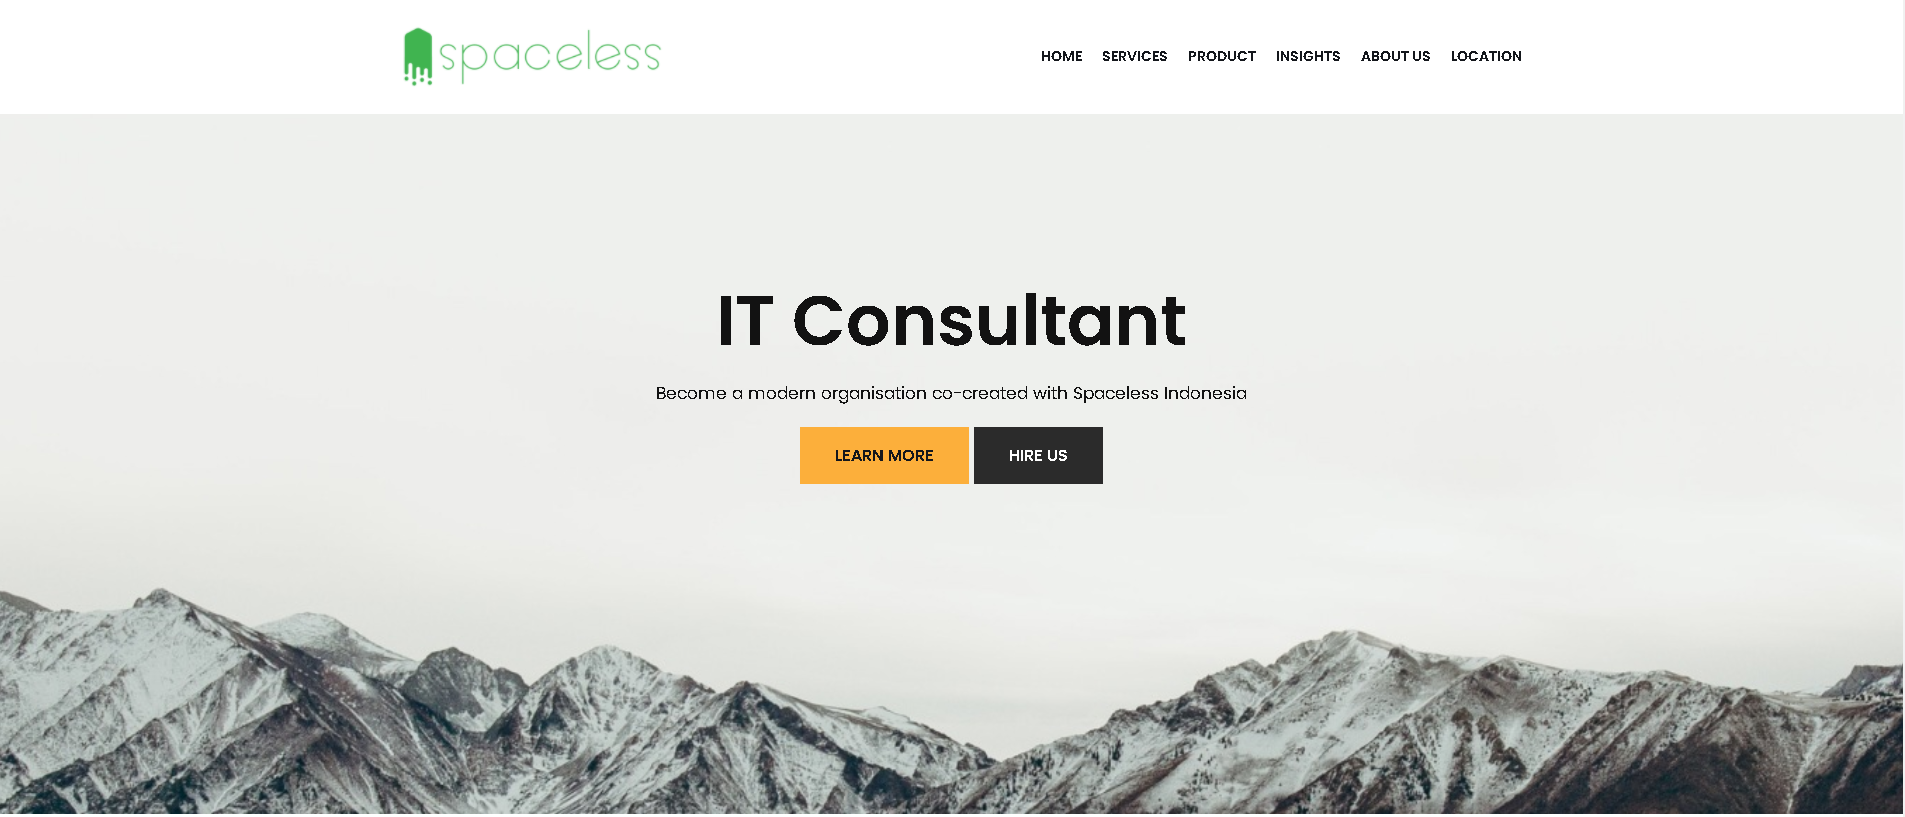 spaceless
HOME SERVICES PRODUCT INSIGHTS ABOUT US LOCATION
IT Consultant
Become a modern organisation co-created with Spaceless Indonesia
LEARN MORE HIRE US